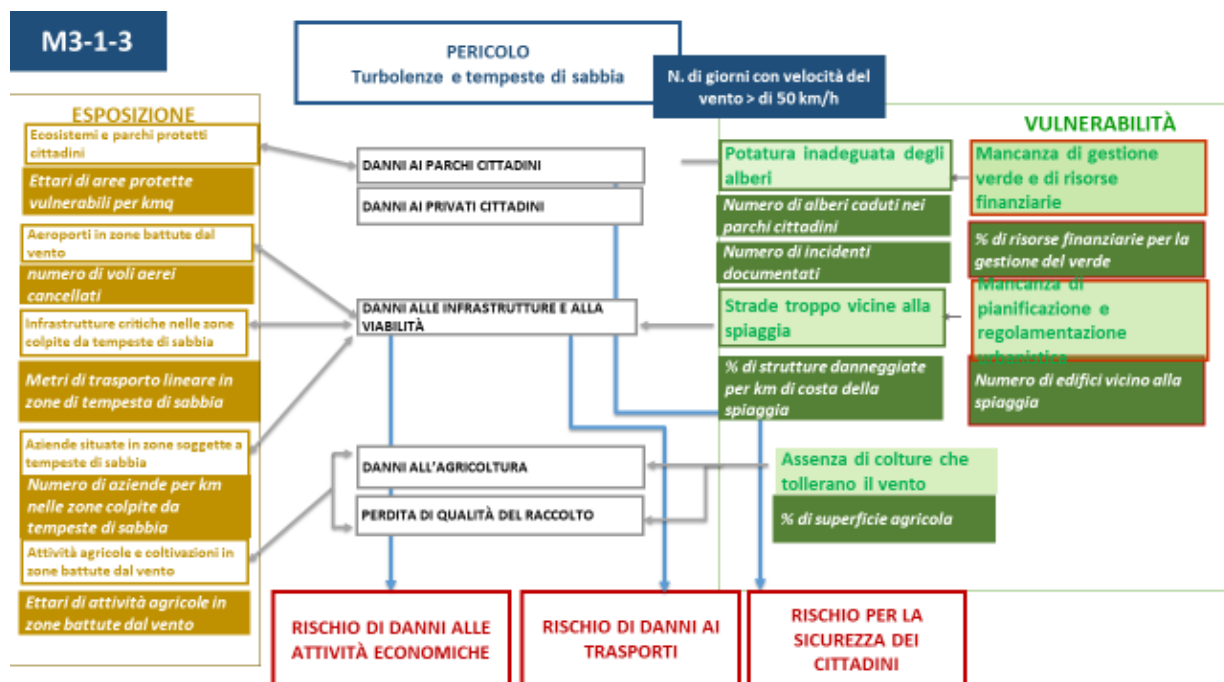 M3-1-3
PERICOLO
Turbolenze e tempeste di sabbia
N. di giorni con velocità del
vento > di 50 km/h
ESPOSIZIONE
Ecosistemi e parchi protetti
cittadini
Ettari di aree protette
vulnerabili per kmq
Aeroporti in zone battute dal
vento
numero di voli aerei
cancellati
Infrastrutture critiche nelle zone
colpite da tempeste di sabbia
Metri di trasporto lineare in
zone di tempesta di sabbia
Aziende situate in zone soggette a
tempeste di sabbia
Numero di aziende per km
nelle zone colpite da
tempeste di sabbia
Attività agricole e coltivazioni in
zone battute dal vento
Ettari di attività agricole in
zone battute dal vento
DANNI AI PARCHI CITTADINI
DANNI AI PRIVATI CITTADINI
DANNI ALLE INFRASTRUTTURE E ALLA
VIABILITÀ
DANNI ALL'AGRICOLTURA
PERDITA DI QUALITÀ DEL RACCOLTO
VULNERABILITÀ
Potatura inadeguata degli
alberi
Numero di alberi caduti nei
parchi cittadini
Numero di incidenti
documentati
Strade troppo vicine alla
spiaggia
% di strutture danneggiate
per km di costa della
spiaggia
Mancanza di gestione
verde e di risorse
finanziarie
% di risorse finanziarie per la
gestione del verde
Mancanza di
pianificazione e
regolamentazione
urbanistica
Numero di edifici vicino alla
spiaggia
Assenza di colture che
tollerano il vento
% di superficie agricola
RISCHIO DI DANNI ALLE
ATTIVITÀ ECONOMICHE
RISCHIO DI DANNI AI
TRASPORTI
RISCHIO PER LA
SICUREZZA DEI
CITTADINI